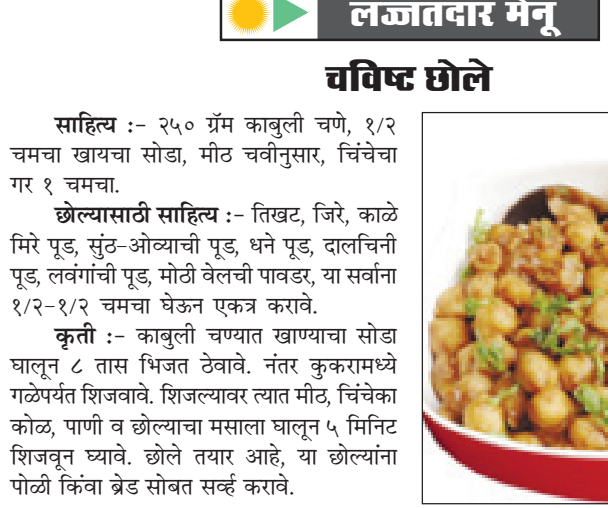 लज्जतदार मेनू
चविष्ट छोले
साहित्य :- २५० ग्रॅम काबुली चणे, १/२
चमचा खायचा सोडा, मीठ चवीनुसार, चिंचेचा
गर १ चमचा.
छोल्यासाठी साहित्य :- तिखट, जिरे, काळे
मिरे पूड, सुंठ-ओव्याची पूड, धने पूड, दालचिनी
पूड, लवंगांची पूड, मोठी वेलची पावडर, या सर्वाना
१/२-१/२ चमचा घेऊन एकत्र करावे.
कृती :- काबुली चण्यात खाण्याचा सोडा
घालून ८ तास भिजत ठेवावे. नंतर कुकरामध्ये
गळेपर्यत शिजवावे. शिजल्यावर त्यात मीठ, चिंचेका
कोळ, पाणी व छोल्याचा मसाला घालून ५ मिनिट
शिजवून घ्यावे. छोले तयार आहे, या छोल्यांना
पोळी किंवा ब्रेड सोबत सर्व्ह करावे.